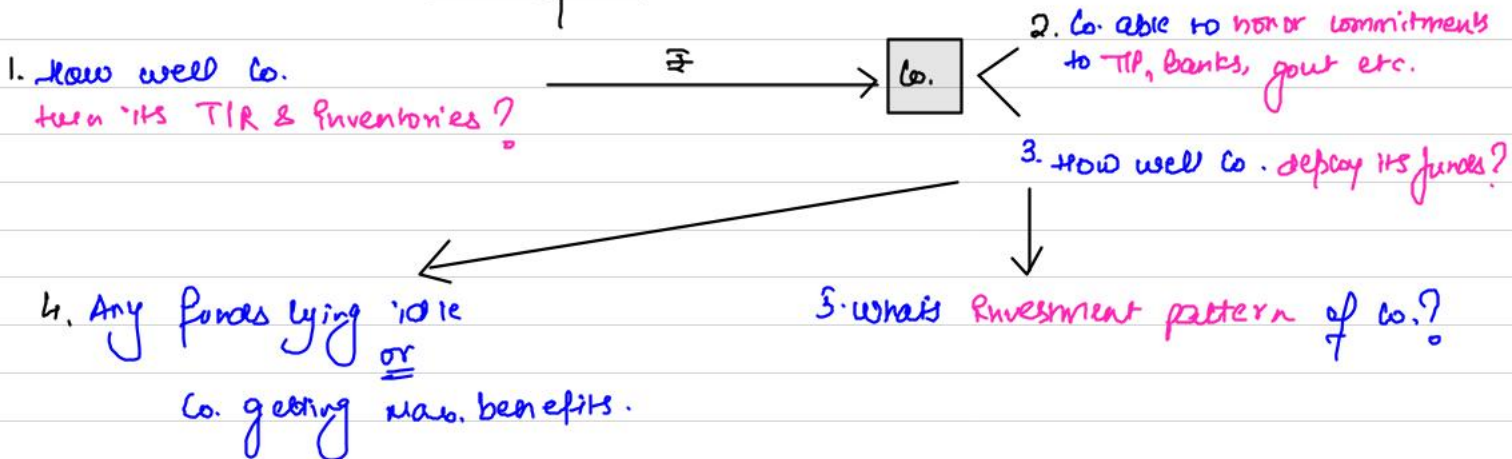 1. How well Co.
turn its T/R & Inventories?
₹
Co.
2. Co. able to honor commitments
to T/P, Banks, govt etc.
3. How well Co. deploy its funds?
4. Any funds lying idle
or
Co. getting Max. benefits.
5. Whats Investment pattern of Co.?